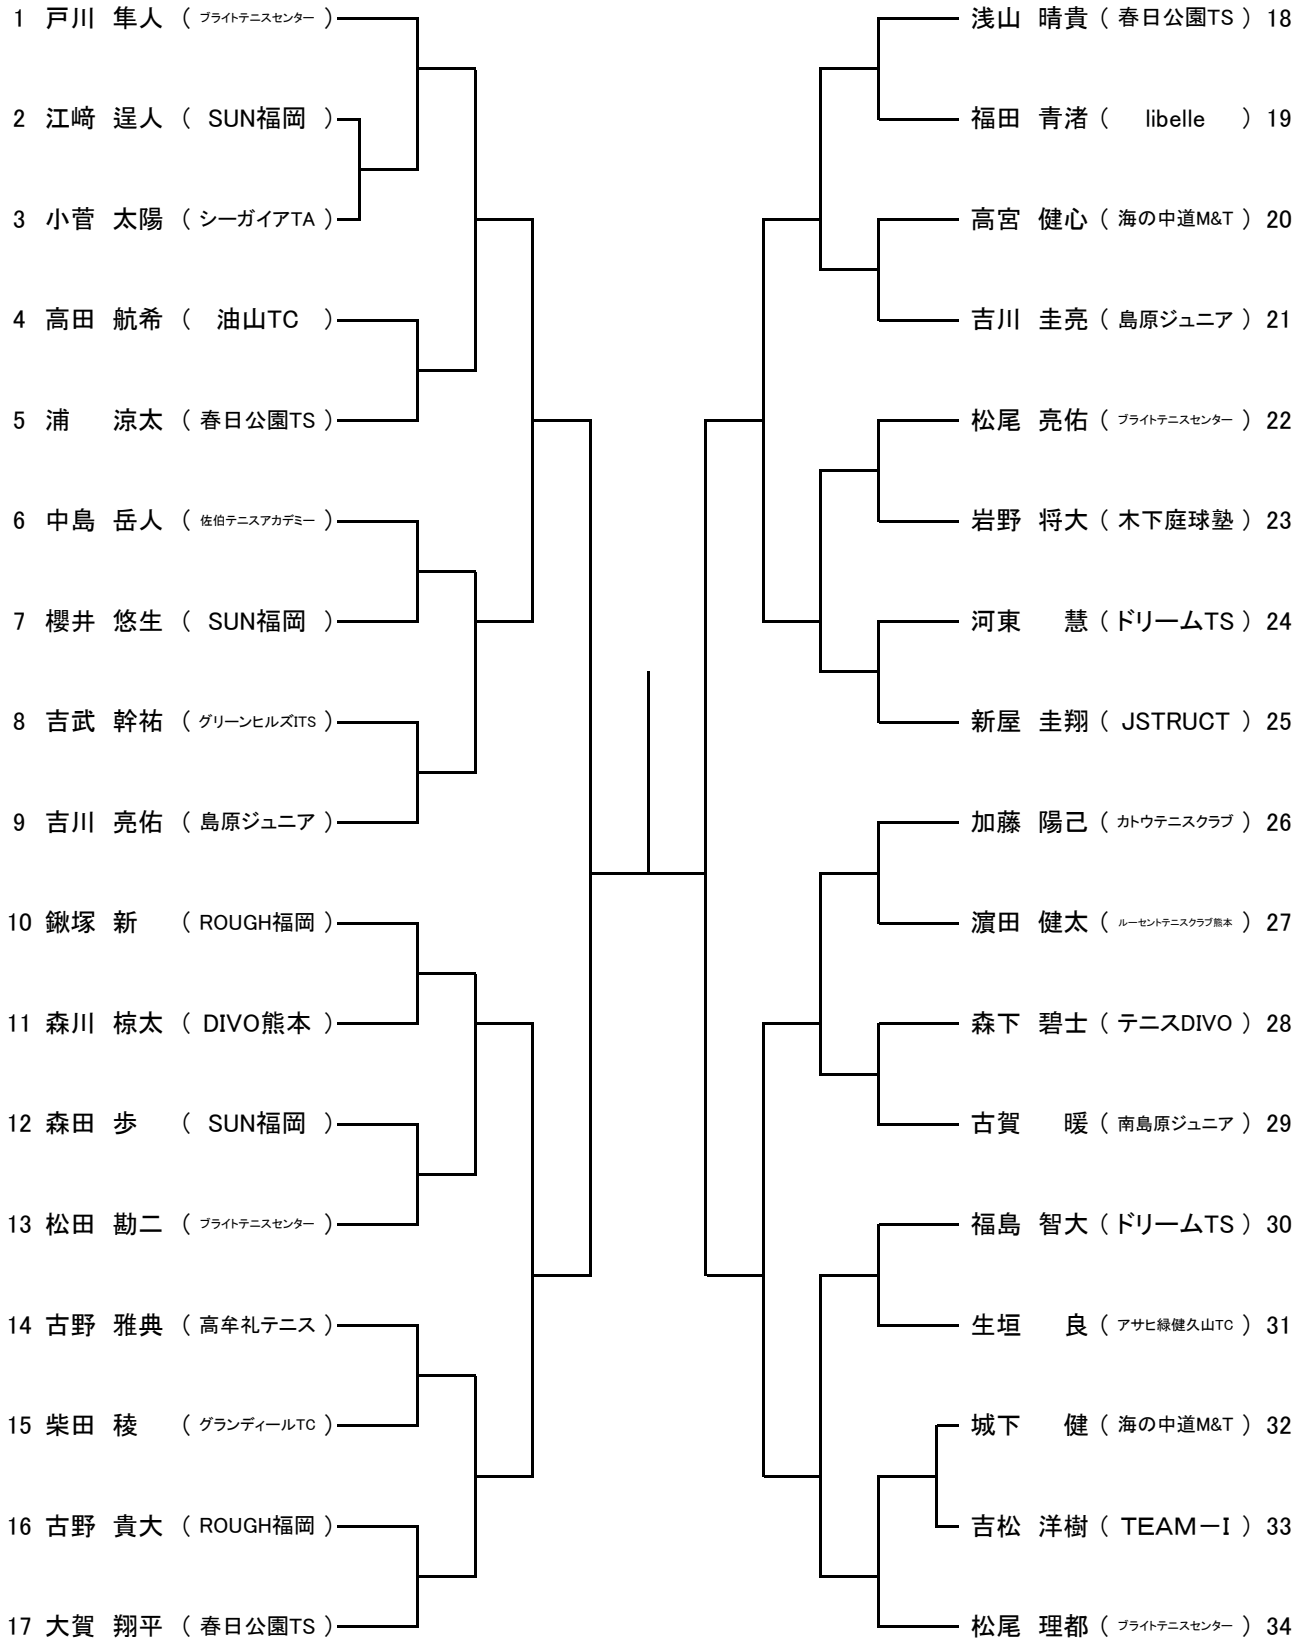 1 戸川 隼人 ( ブライトテニスセンター )
2 江﨑 逞人 ( SUN福岡 )
3 小菅 太陽 ( シーガイアTA )
4 高田 航希 ( 油山TC )
5 浦 涼太 ( 春日公園TS )
6 中島 岳人 ( 佐伯テニスアカデミー )
7 櫻井 悠生 ( SUN福岡 )
8 吉武 幹祐 ( グリーンヒルズITS )
9 吉川 亮佑 ( 島原ジュニア )
10 鍬塚 新 ( ROUGH福岡 )
11 森川 椋太 ( DIVO熊本 )
12 森田 歩 ( SUN福岡 )
13 松田 勘二 ( ブライトテニスセンター )
14 古野 雅典 ( 高牟礼テニス )
15 柴田 稜 ( グランディールTC )
16 古野 貴大 ( ROUGH福岡 )
17 大賀 翔平 ( 春日公園TS )
浅山 晴貴 ( 春日公園TS ) 18
福田 青渚 ( libelle ) 19
高宮 健心 ( 海の中道M&T ) 20
吉川 圭亮 ( 島原ジュニア ) 21
松尾 亮佑 ( ブライトテニスセンター ) 22
岩野 将大 ( 木下庭球塾 ) 23
河東 慧 ( ドリームTS ) 24
新屋 圭翔 ( JSTRUCT ) 25
加藤 陽己 ( カトウテニスクラブ ) 26
濵田 健太 ( ルーセントテニスクラブ熊本 ) 27
森下 碧士 ( テニスDIVO ) 28
古賀 暖 ( 南島原ジュニア ) 29
福島 智大 ( ドリームTS ) 30
生垣 良 ( アサヒ緑健久山TC ) 31
城下 健 ( 海の中道M&T ) 32
吉松 洋樹 ( TEAM－I ) 33
松尾 理都 ( ブライトテニスセンター ) 34